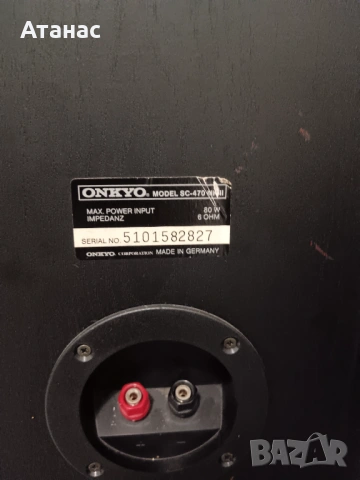 Атанас
ONKYO. MODEL SC-470
MAX. POWER INPUT 80 W
IMPEDANZ 6 OHM
SERIAL NO. 5101582827
ONKYO CORPORATION MADE IN GERMANY
BAZAR